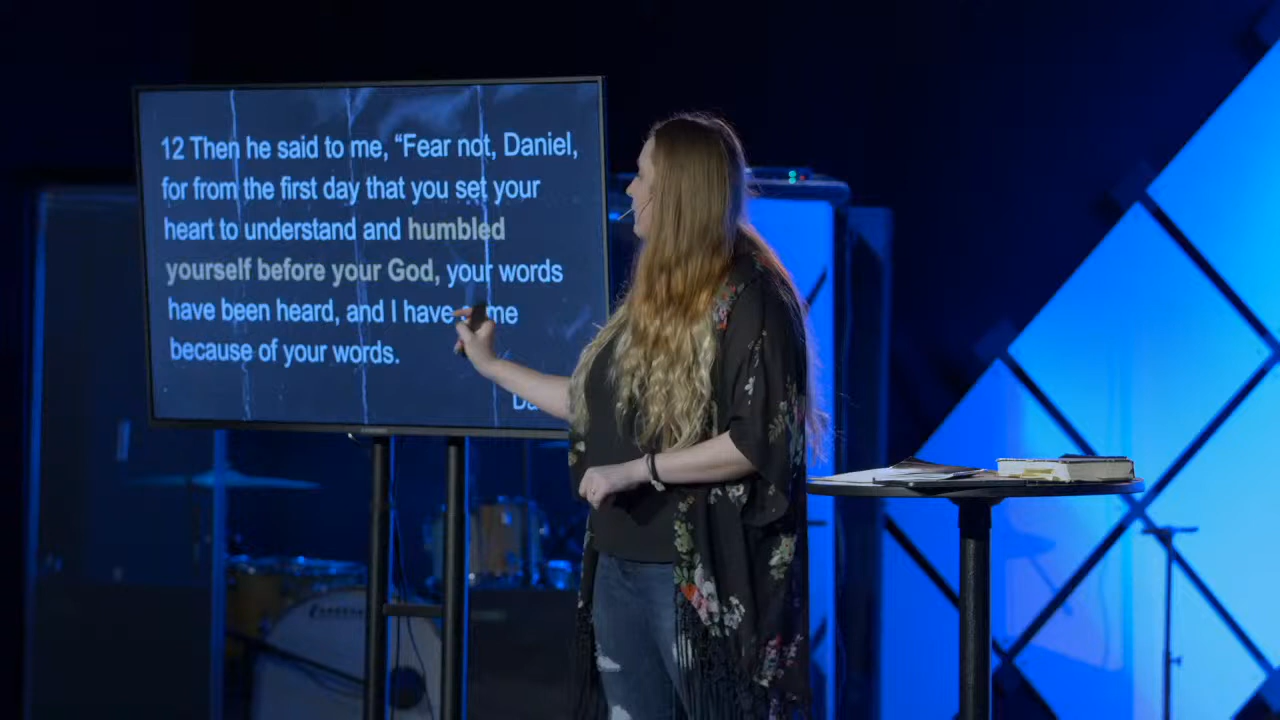 12 Then he said to me, “Fear not, Daniel,
for from the first day that you set your
heart to understand and humbled
yourself before your God, your words
have been heard, and I have
because of your words.